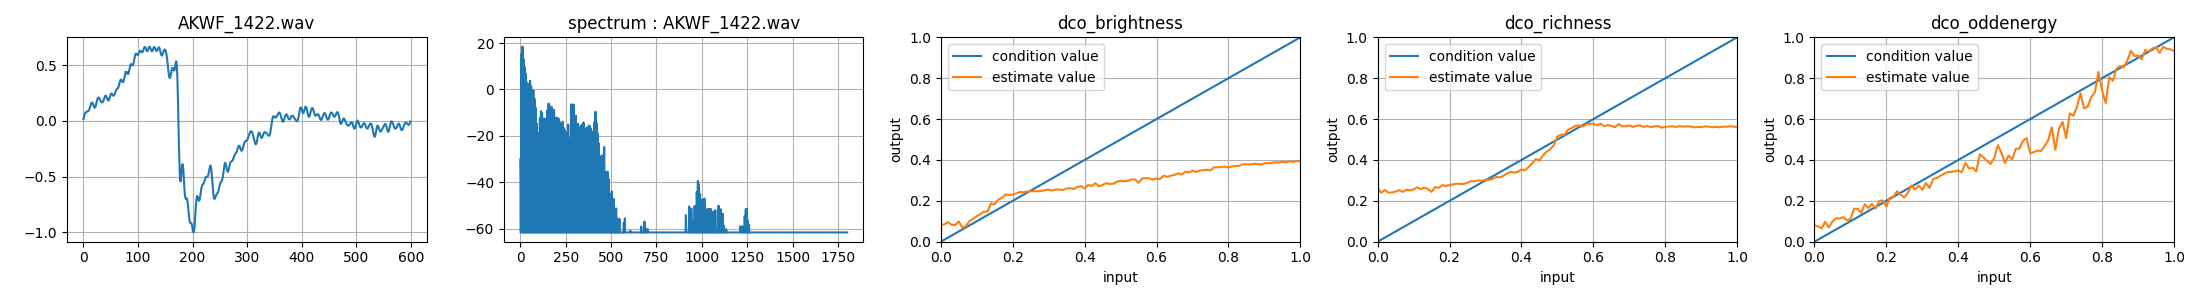 AKWF_1422.wav
0.5
0.0
−0.5
−1.0
0 100 200 300 400 500 600
spectrum : AKWF_1422.wav
20
0
−20
−40
−60
0 250 500 750 1000 1250 1500 1750
dco_brightness
condition value
estimate value
1.0
0.8
0.6
0.4
0.2
0.0
output
0.0 0.2 0.4 0.6 0.8 1.0
input
dco_richness
condition value
estimate value
1.0
0.8
0.6
0.4
0.2
0.0
output
0.0 0.2 0.4 0.6 0.8 1.0
input
dco_oddenergy
condition value
estimate value
1.0
0.8
0.6
0.4
0.2
0.0
output
0.0 0.2 0.4 0.6 0.8 1.0
input